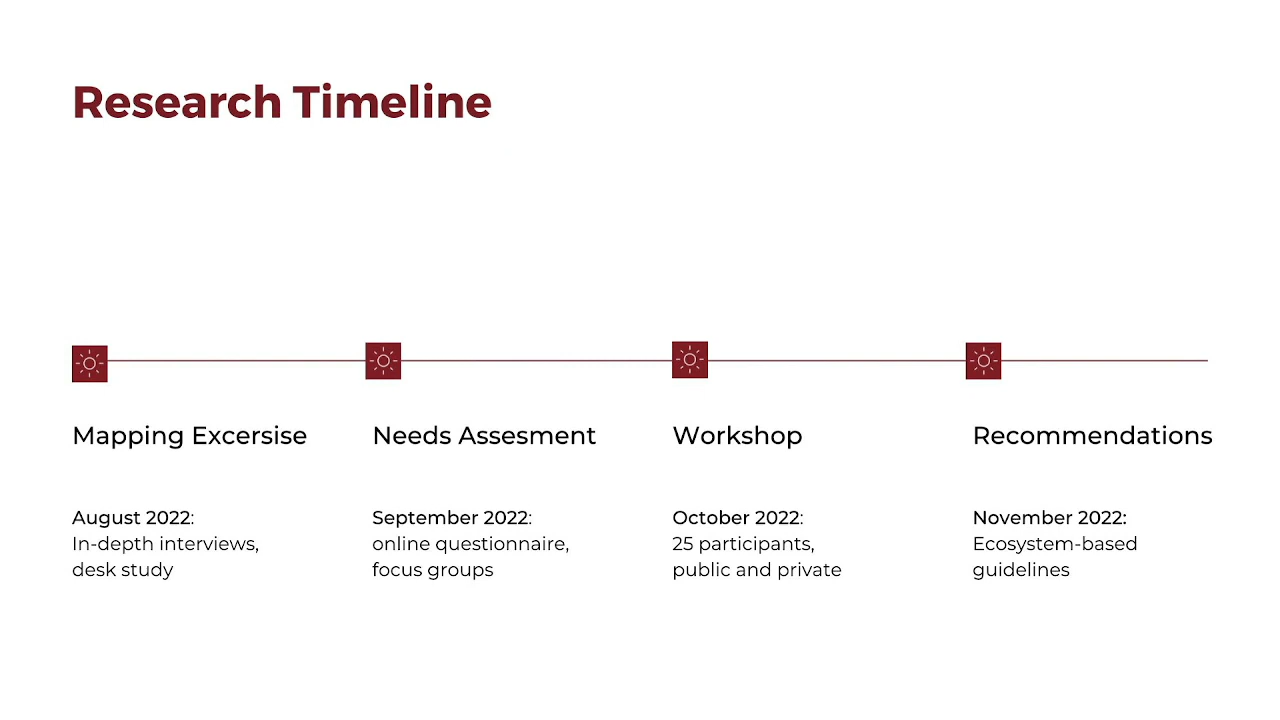 Research Timeline
Mapping Excersise
August 2022:
In-depth interviews,
desk study
Needs Assesment
September 2022:
online questionnaire,
focus groups
Workshop
October 2022:
25 participants,
public and private
Recommendations
November 2022:
Ecosystem-based
guidelines